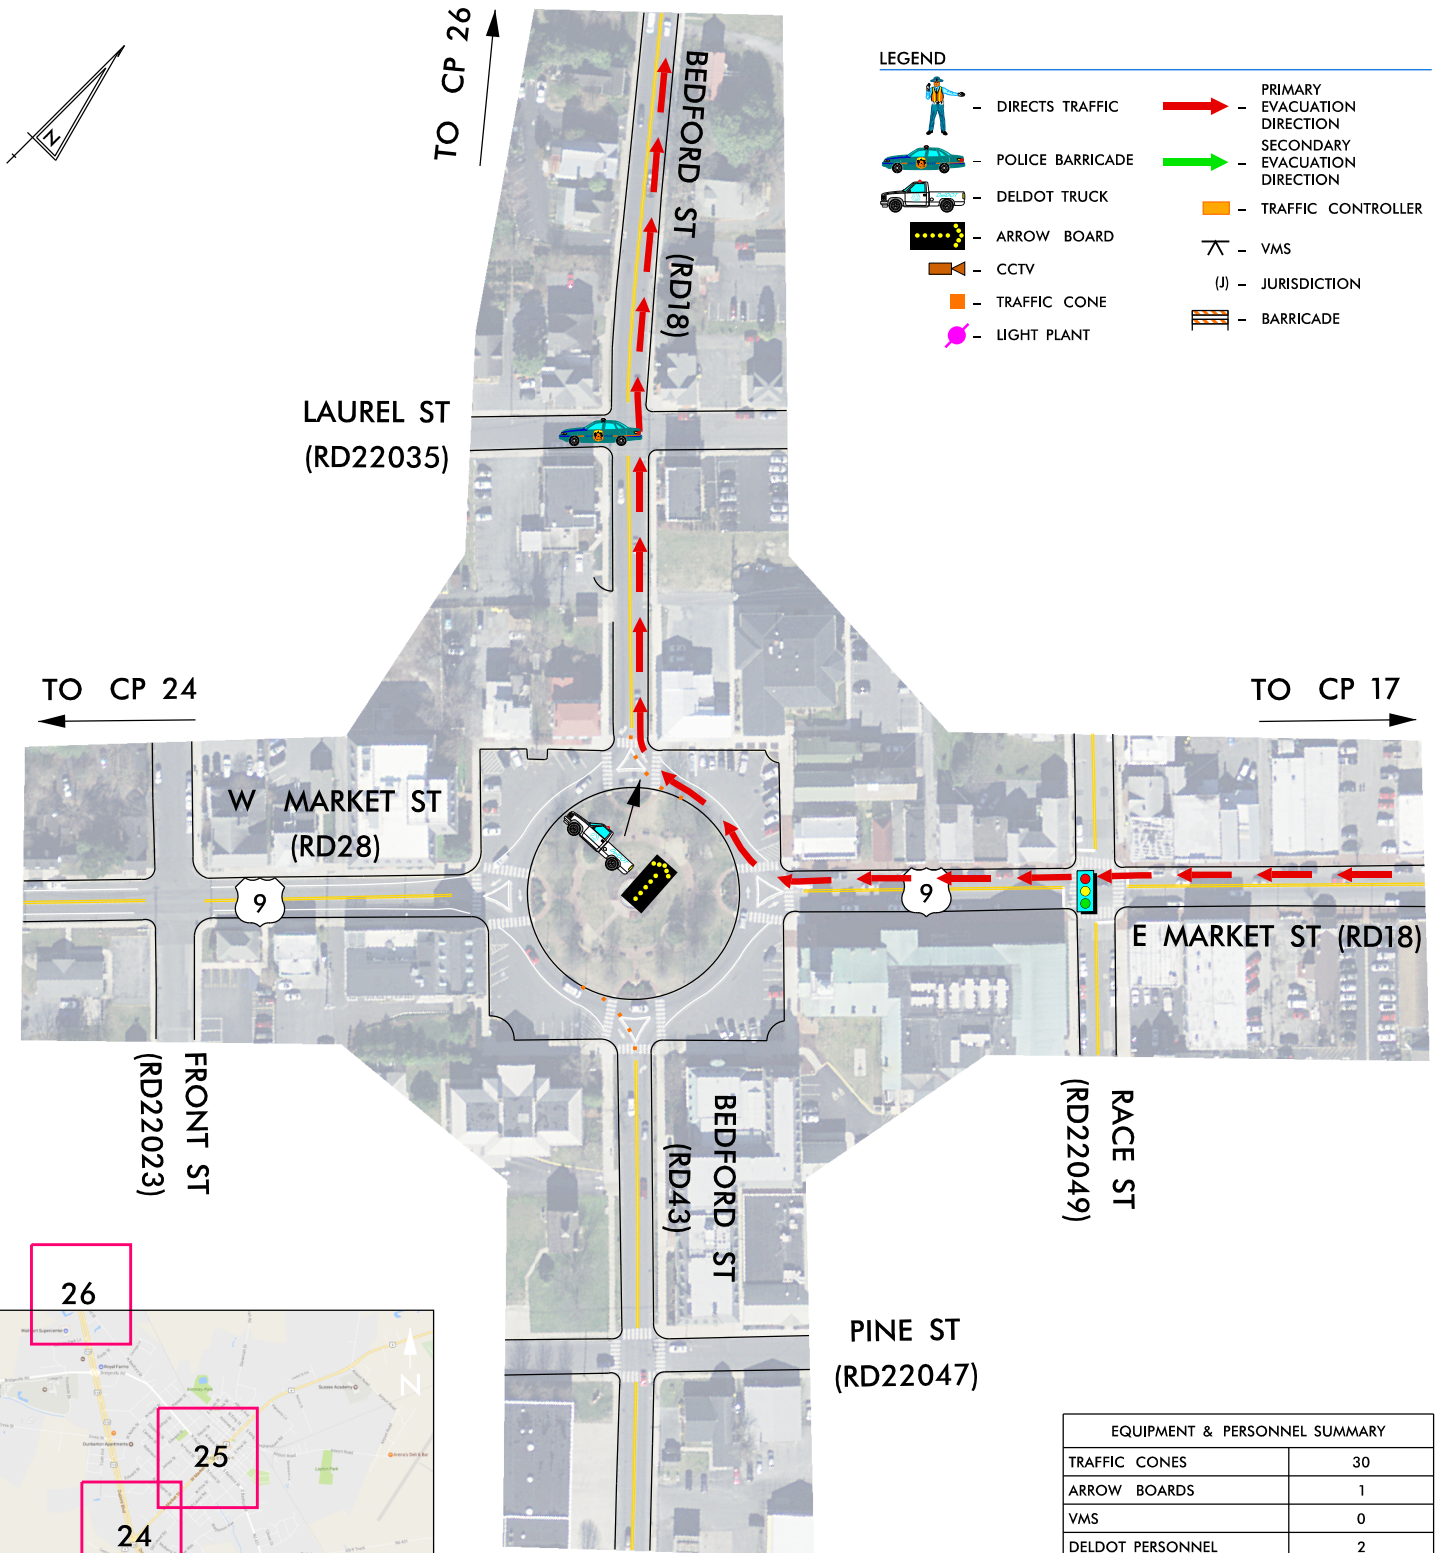 TO CP 26
BEDFORD ST (RD18)
N
LEGEND
- DIRECTS TRAFFIC
- POLICE BARRICADE
- DELDOT TRUCK
- ARROW BOARD
- CCTV
- TRAFFIC CONE
- LIGHT PLANT
- PRIMARY
EVACUATION
DIRECTION
- SECONDARY
EVACUATION
DIRECTION
- TRAFFIC CONTROLLER
- VMS
(J) - JURISDICTION
- BARRICADE
LAUREL ST
(RD22035)
TO CP 24
TO CP 17
W MARKET ST
(RD28)
9
9
E MARKET ST (RD18)
FRONT ST
(RD22023)
BEDFORD ST
(RD43)
RACE ST
(RD22049)
PINE ST
(RD22047)
26
25
24
N
EQUIPMENT & PERSONNEL SUMMARY
TRAFFIC CONES 30
ARROW BOARDS 1
VMS 0
DELDOT PERSONNEL 2